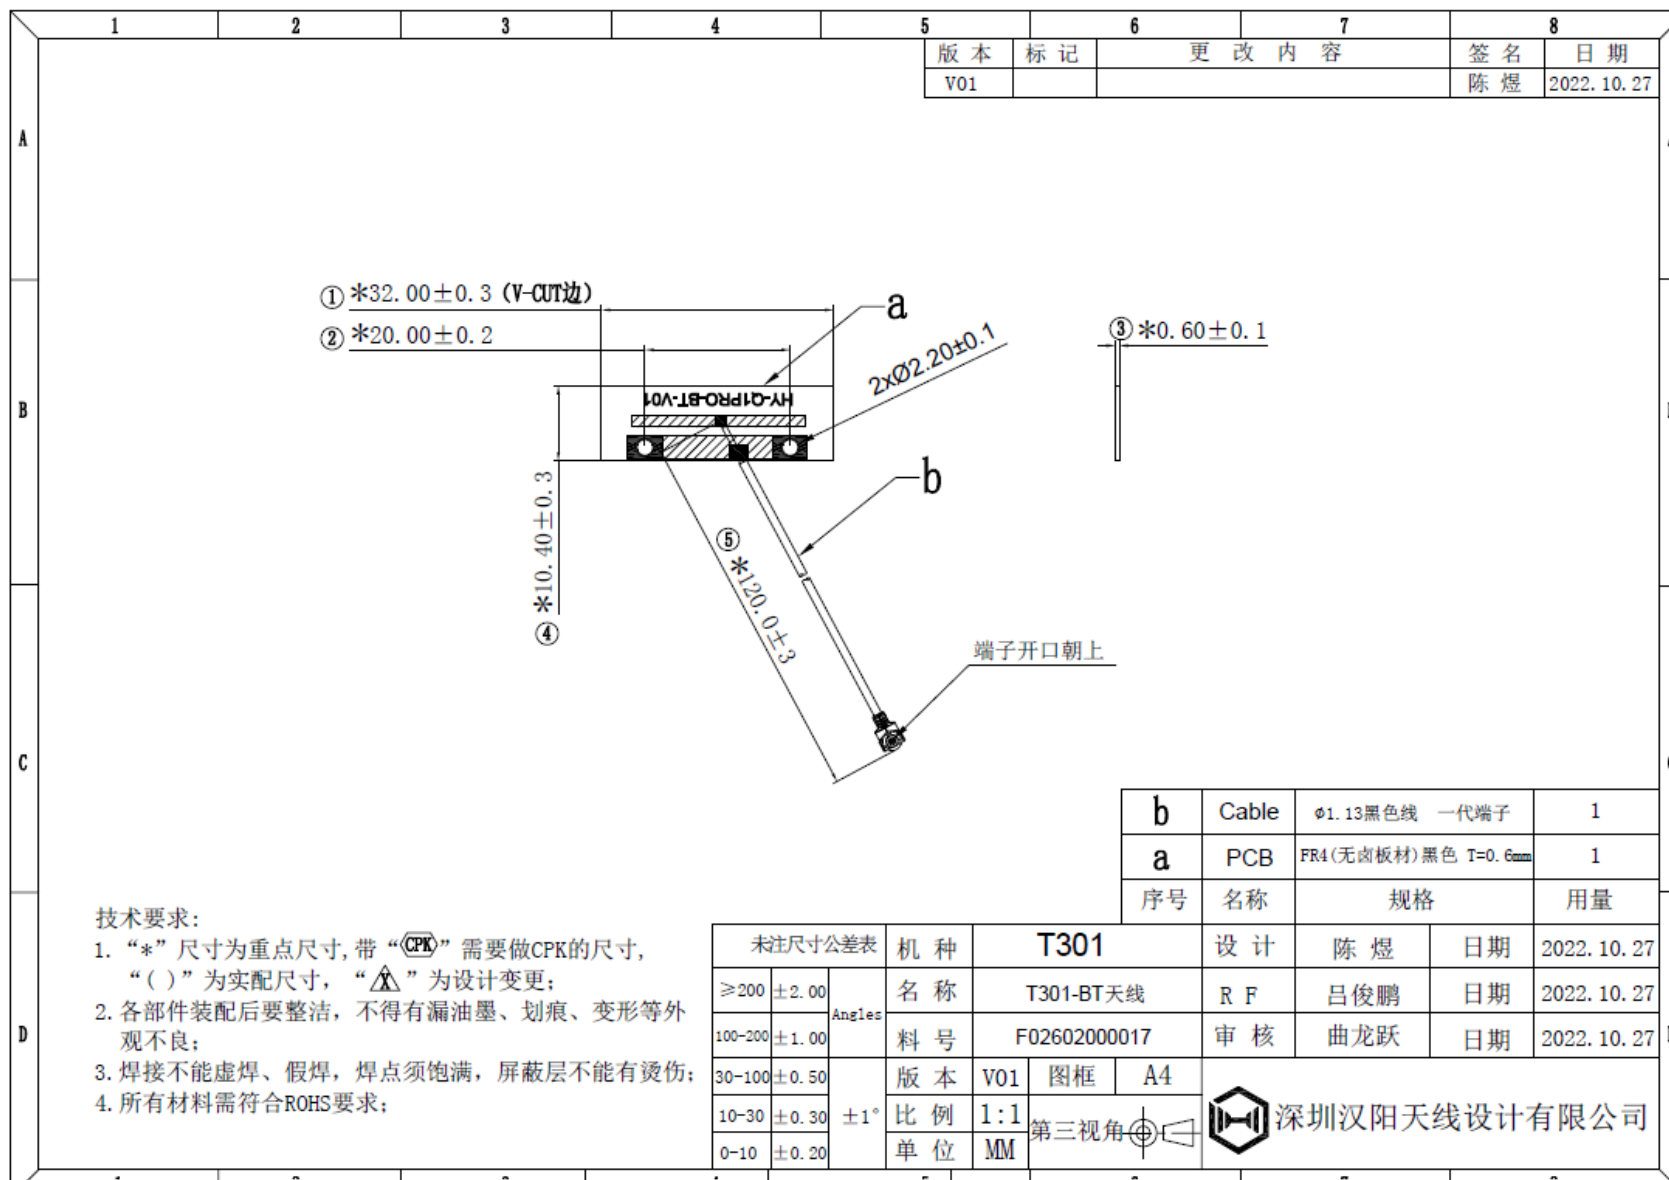 1 2 3 4 5 6 7 8
版本 标记 更改内容 签名 日期
V01 陈煜 2022.10.27
A
B
C
D
① *32.00±0.3 (V-CUT边)
② *20.00±0.2
a
2xØ2.20±0.1
③ *0.60±0.1
HY-Q1PRO-BT-V01
b
④ *10.40±0.3
⑤ *120.0±3
端子开口朝上
b Cable φ1.13黑色线 一代端子 1
a PCB FR4(无卤板材)黑色 T=0.6mm 1
序号 名称 规格 用量
技术要求:
1. “*” 尺寸为重点尺寸, 带 “CPK” 需要做CPK的尺寸,
“( )” 为实配尺寸, “X” 为设计变更;
2. 各部件装配后要整洁, 不得有漏油墨、划痕、变形等外
观不良;
3. 焊接不能虚焊、假焊, 焊点须饱满, 屏蔽层不能有烫伤;
4. 所有材料需符合ROHS要求;
未注尺寸公差表 机种 T301 设计 陈煜 日期 2022.10.27
≥200 ±2.00 Angles 名称 T301-BT天线 RF 吕俊鹏 日期 2022.10.27
100-200 ±1.00 料号 F02602000017 审核 曲龙跃 日期 2022.10.27
30-100 ±0.50 ±1° 版本 V01 图框 A4
10-30 ±0.30 比例 1:1 第三视角
0-10 ±0.20 单位 MM
深圳汉阳天线设计有限公司